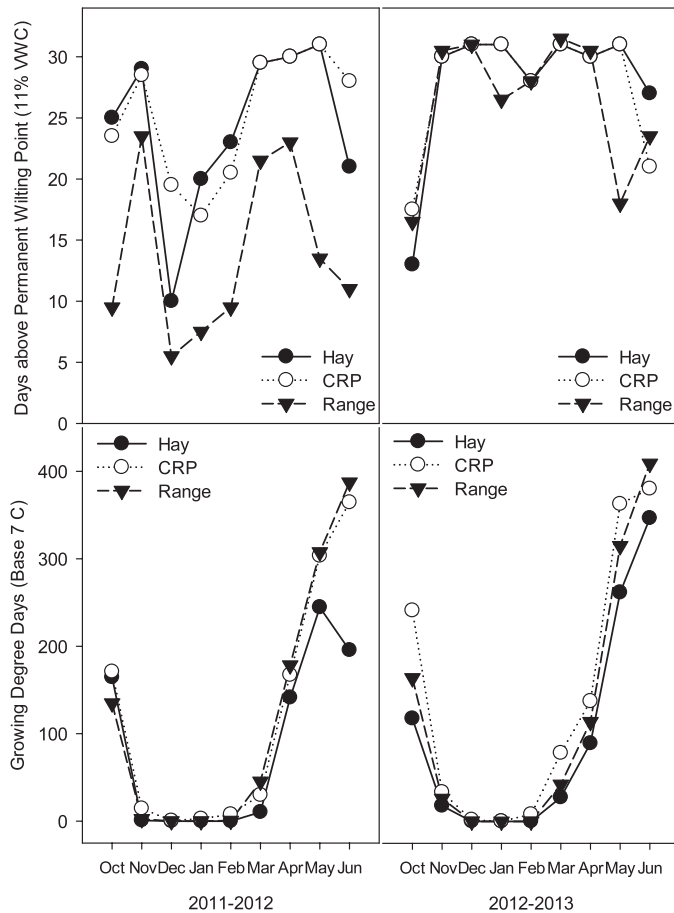 Days above Permanent Wilting Point (11% VWC)
30
25
20
15
10
5
0
Hay
CRP
Range
Hay
CRP
Range
Growing Degree Days (Base 7 C)
400
300
200
100
0
Hay
CRP
Range
Hay
CRP
Range
Oct Nov Dec Jan Feb Mar Apr May Jun
Oct Nov Dec Jan Feb Mar Apr May Jun
2011-2012
2012-2013